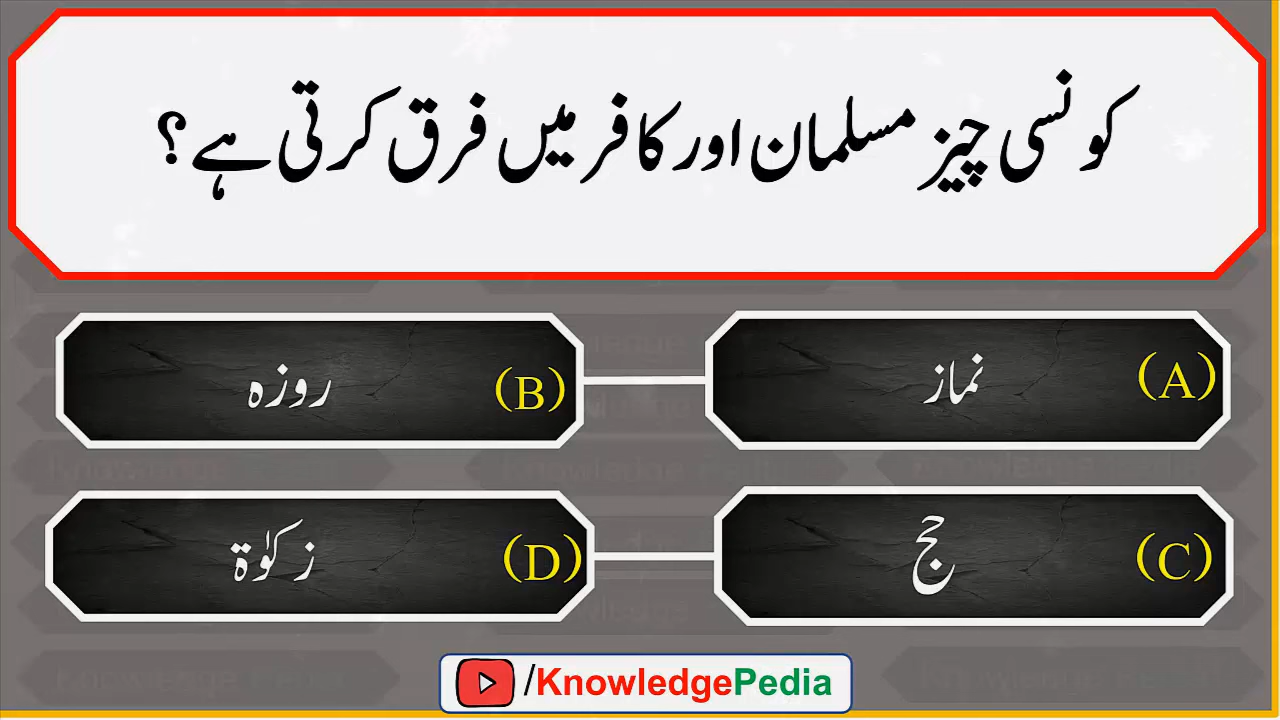 کونسی چیز مسلمان اور کافر میں فرق کرتی ہے؟
(A) نماز
(B) روزہ
(C) حج
(D) زکوٰۃ
/KnowledgePedia